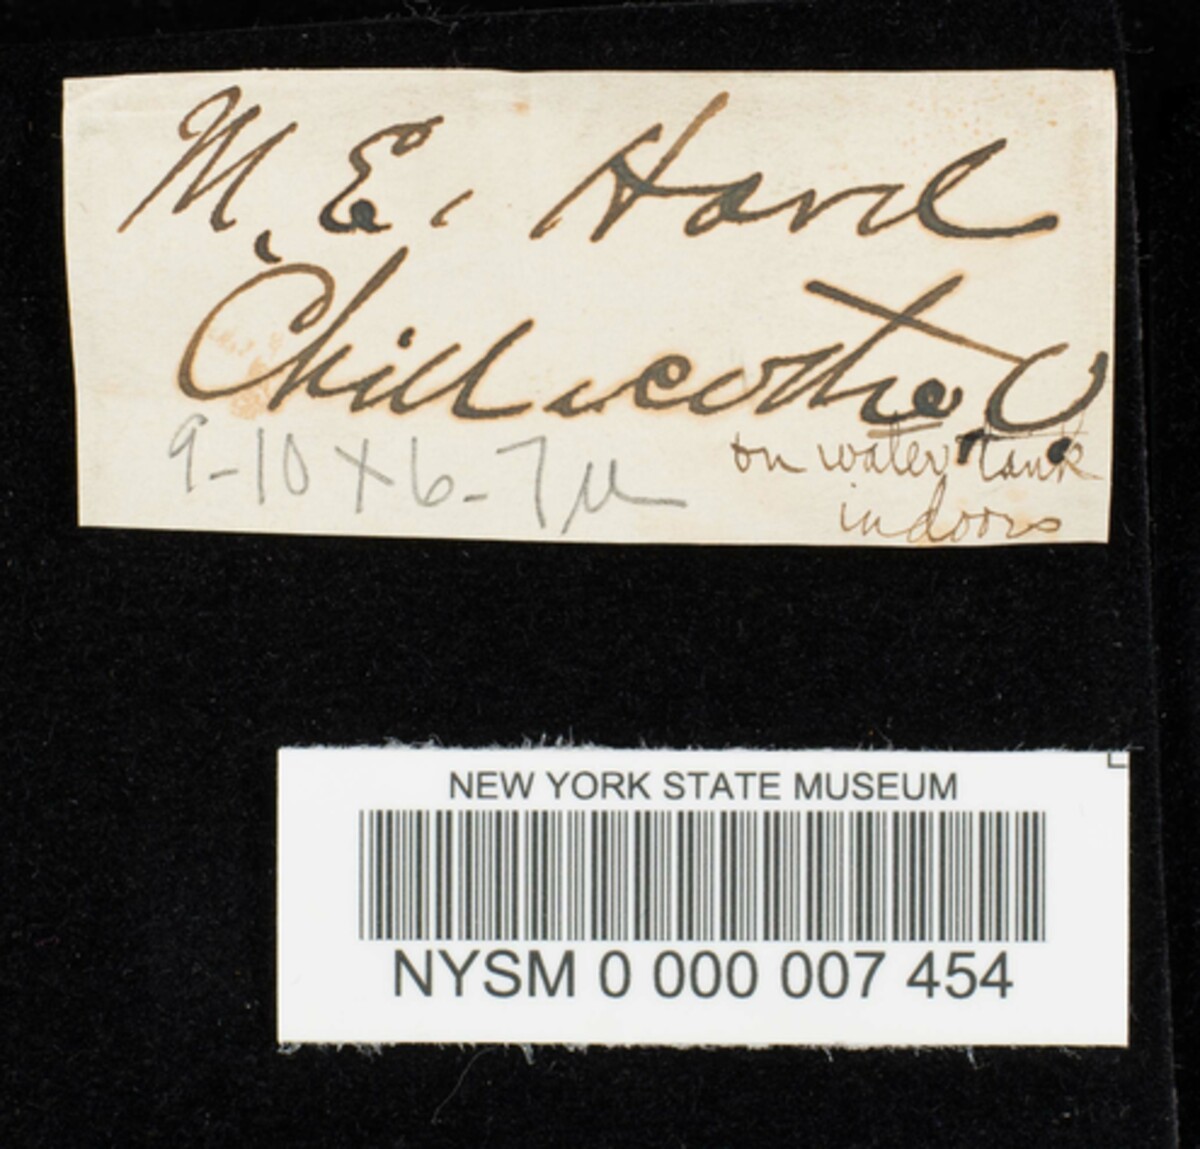 M. E. Hard
Chillicothe, O.
9-10 x 6-7 µ
on water tank
indoors
NEW YORK STATE MUSEUM
NYSM 0 000 007 454